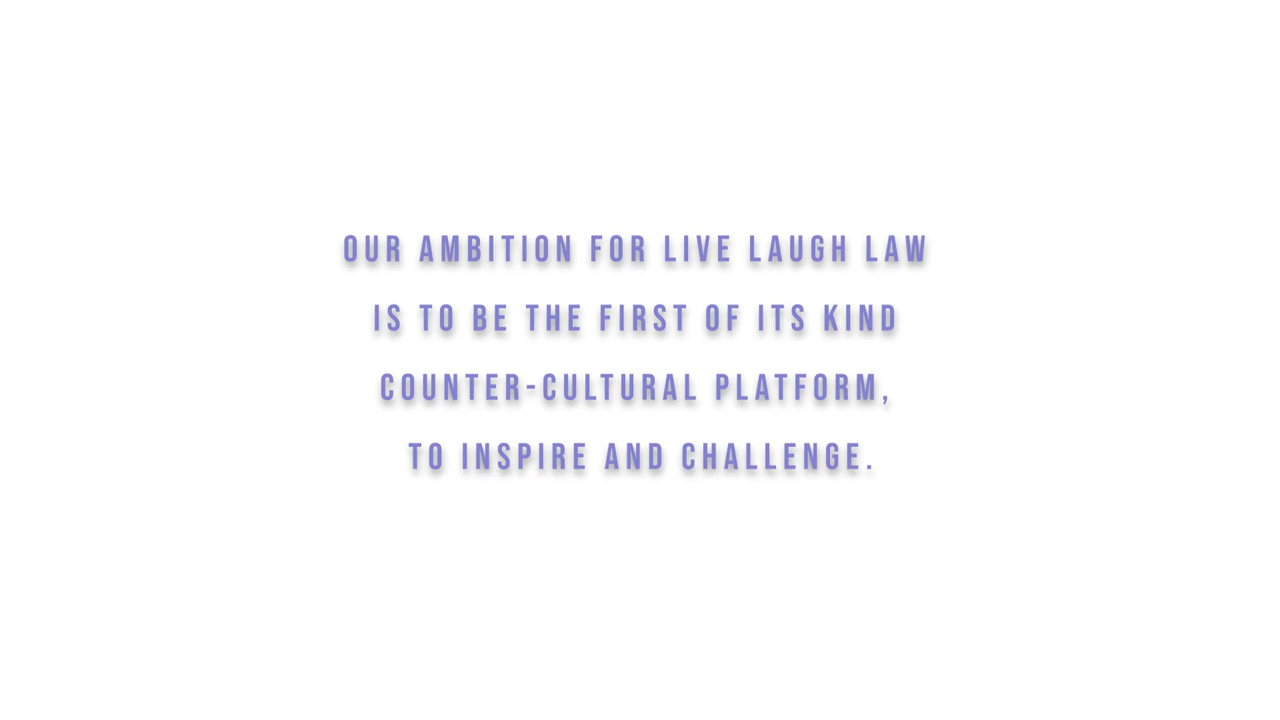 OUR AMBITION FOR LIVE LAUGH LAW
IS TO BE THE FIRST OF ITS KIND
COUNTER-CULTURAL PLATFORM,
TO INSPIRE AND CHALLENGE.